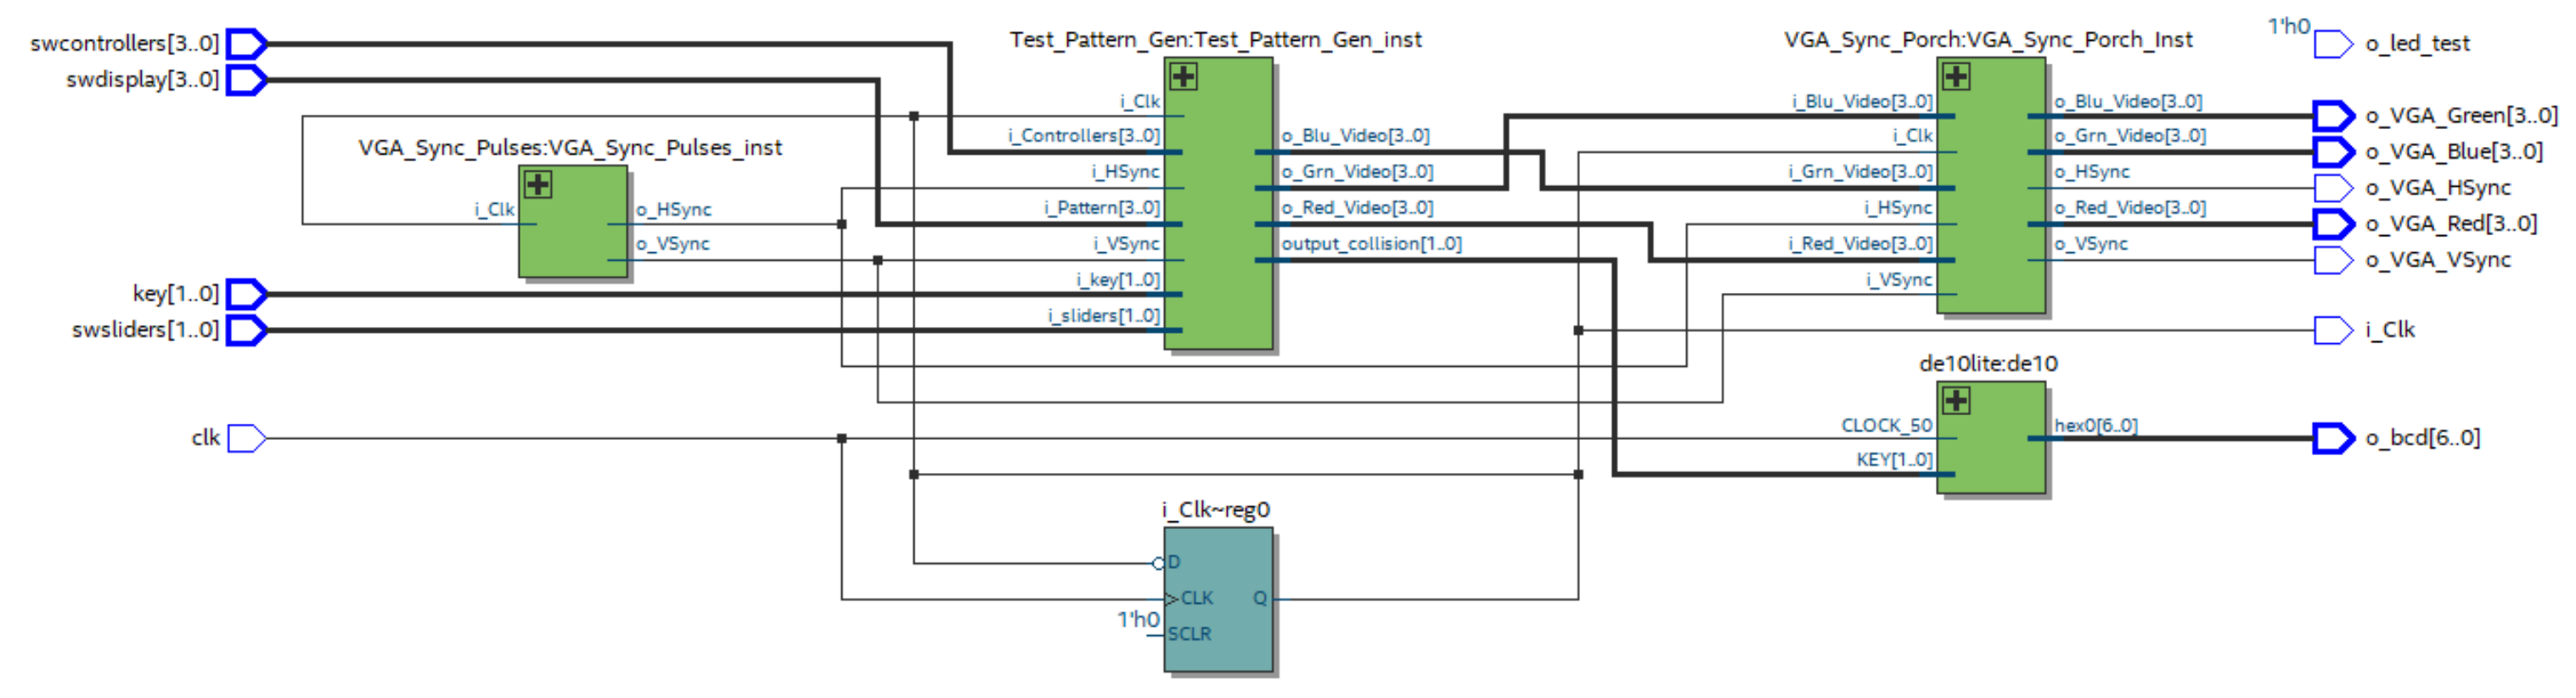 swcontrollers[3..0]
swdisplay[3..0]
VGA_Sync_Pulses:VGA_Sync_Pulses_inst
i_Clk
o_HSync
o_VSync
key[1..0]
swsliders[1..0]
clk
Test_Pattern_Gen:Test_Pattern_Gen_inst
i_Clk
i_Controllers[3..0]
i_HSync
i_Pattern[3..0]
i_VSync
i_key[1..0]
i_sliders[1..0]
o_Blu_Video[3..0]
o_Grn_Video[3..0]
o_Red_Video[3..0]
output_collision[1..0]
i_Clk~reg0
D
CLK
1'h0
SCLR
Q
VGA_Sync_Porch:VGA_Sync_Porch_Inst
i_Blu_Video[3..0]
i_Clk
i_Grn_Video[3..0]
i_HSync
i_Red_Video[3..0]
i_VSync
o_Blu_Video[3..0]
o_Grn_Video[3..0]
o_HSync
o_Red_Video[3..0]
o_VSync
de10lite:de10
CLOCK_50
KEY[1..0]
hex0[6..0]
1'h0
o_led_test
o_VGA_Green[3..0]
o_VGA_Blue[3..0]
o_VGA_HSync
o_VGA_Red[3..0]
o_VGA_VSync
i_Clk
o_bcd[6..0]